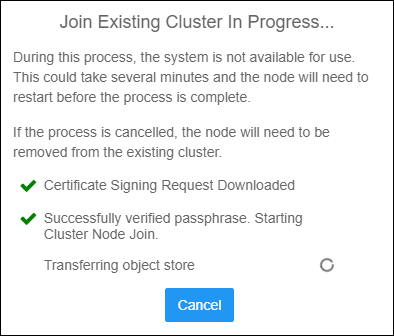 Join Existing Cluster In Progress...
During this process, the system is not available for use.
This could take several minutes and the node will need to
restart before the process is complete.
If the process is cancelled, the node will need to be
removed from the existing cluster.
Certificate Signing Request Downloaded
Successfully verified passphrase. Starting
Cluster Node Join.
Transferring object store
Cancel